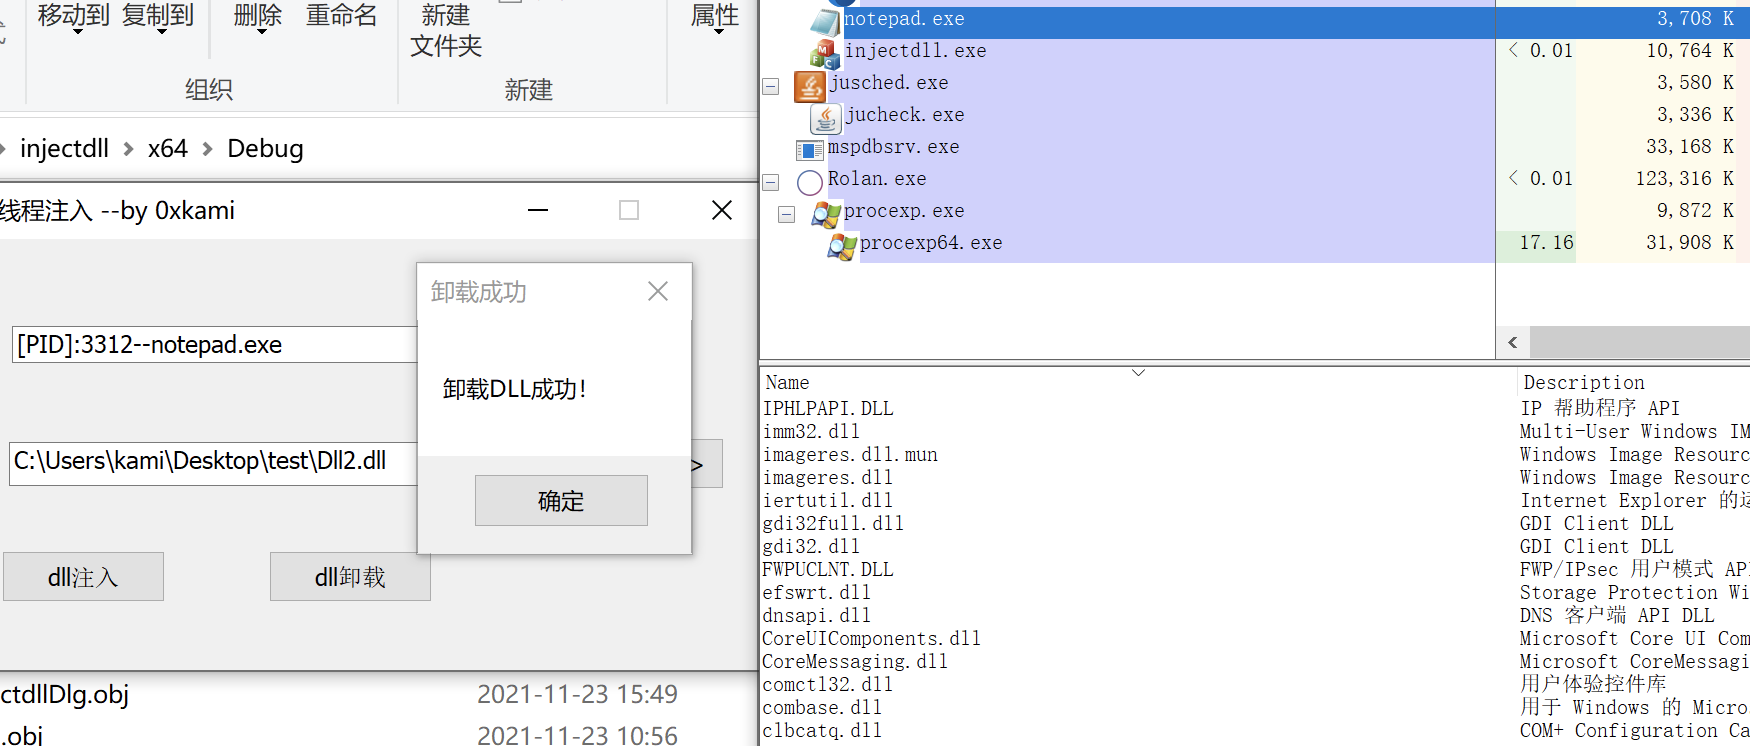 移动到 复制到 删除 重命名 新建 文件夹 属性
组织 新建
injectdll > x64 > Debug
线程注入 --by 0xkami
[PID]:3312--notepad.exe
C:\Users\kami\Desktop\test\Dll2.dll
>
dll注入 dll卸载
卸载成功
卸载DLL成功!
确定
ctdllDlg.obj 2021-11-23 15:49
.obj 2021-11-23 10:56
notepad.exe 3,708 K
injectdll.exe < 0.01 10,764 K
jusched.exe 3,580 K
jucheck.exe 3,336 K
mspdbsrv.exe 33,168 K
Rolan.exe < 0.01 123,316 K
procexp.exe 9,872 K
procexp64.exe 17.16 31,908 K
Name Description
IPHLPAPI.DLL IP 帮助程序 API
imm32.dll Multi-User Windows IM
imageres.dll.mun Windows Image Resourc
imageres.dll Windows Image Resourc
iertutil.dll Internet Explorer 的运
gdi32full.dll GDI Client DLL
gdi32.dll GDI Client DLL
FWPUCLNT.DLL FWP/IPsec 用户模式 API
efswrt.dll Storage Protection Wi
dnsapi.dll DNS 客户端 API DLL
CoreUIComponents.dll Microsoft Core UI Com
CoreMessaging.dll Microsoft CoreMessagi
comctl32.dll 用户体验控件库
combase.dll 用于 Windows 的 Micros
clbcatq.dll COM+ Configuration Ca